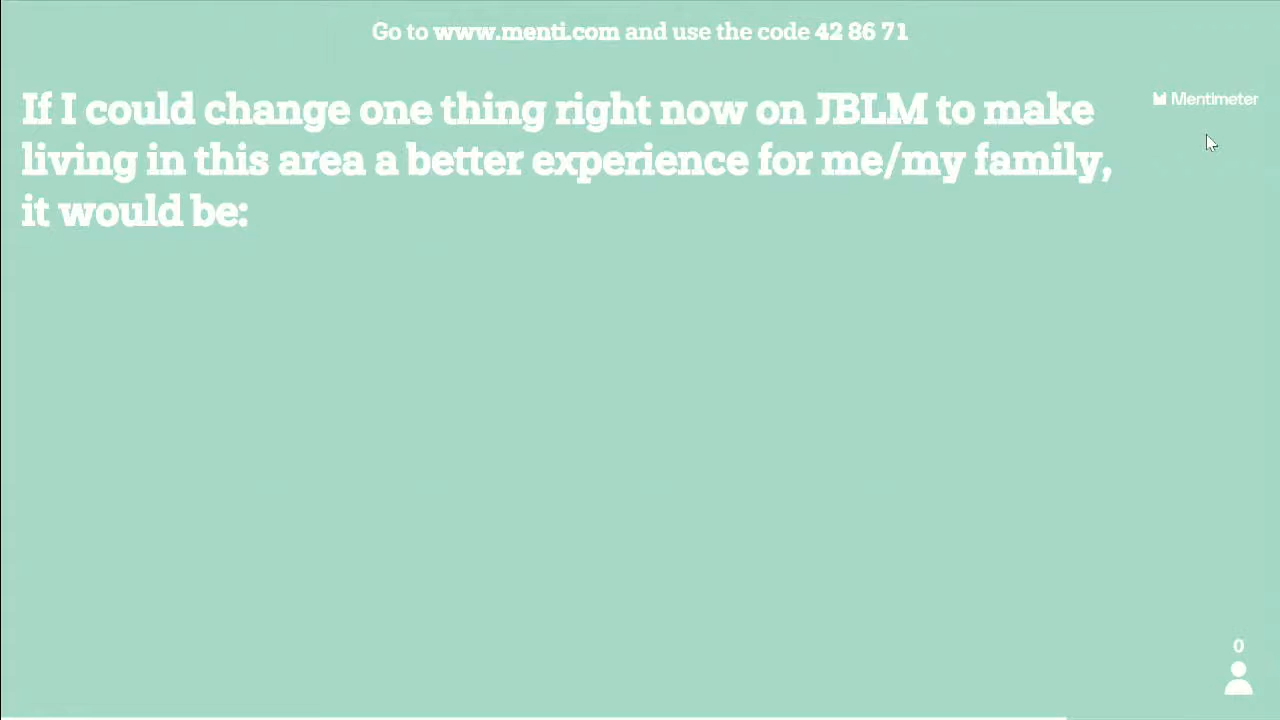 Go to www.menti.com and use the code 42 86 71
If I could change one thing right now on JBLM to make
living in this area a better experience for me/my family,
it would be:
Mentimeter
0